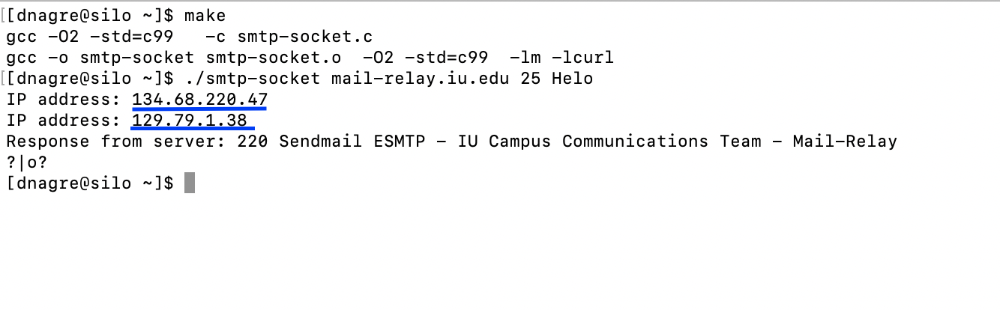 [[dnagre@silo ~]$ make
gcc -O2 -std=c99   -c smtp-socket.c
gcc -o smtp-socket smtp-socket.o  -O2 -std=c99  -lm -lcurl
[[dnagre@silo ~]$ ./smtp-socket mail-relay.iu.edu 25 Helo
IP address: 134.68.220.47
IP address: 129.79.1.38
Response from server: 220 Sendmail ESMTP - IU Campus Communications Team - Mail-Relay
?|o?
[dnagre@silo ~]$